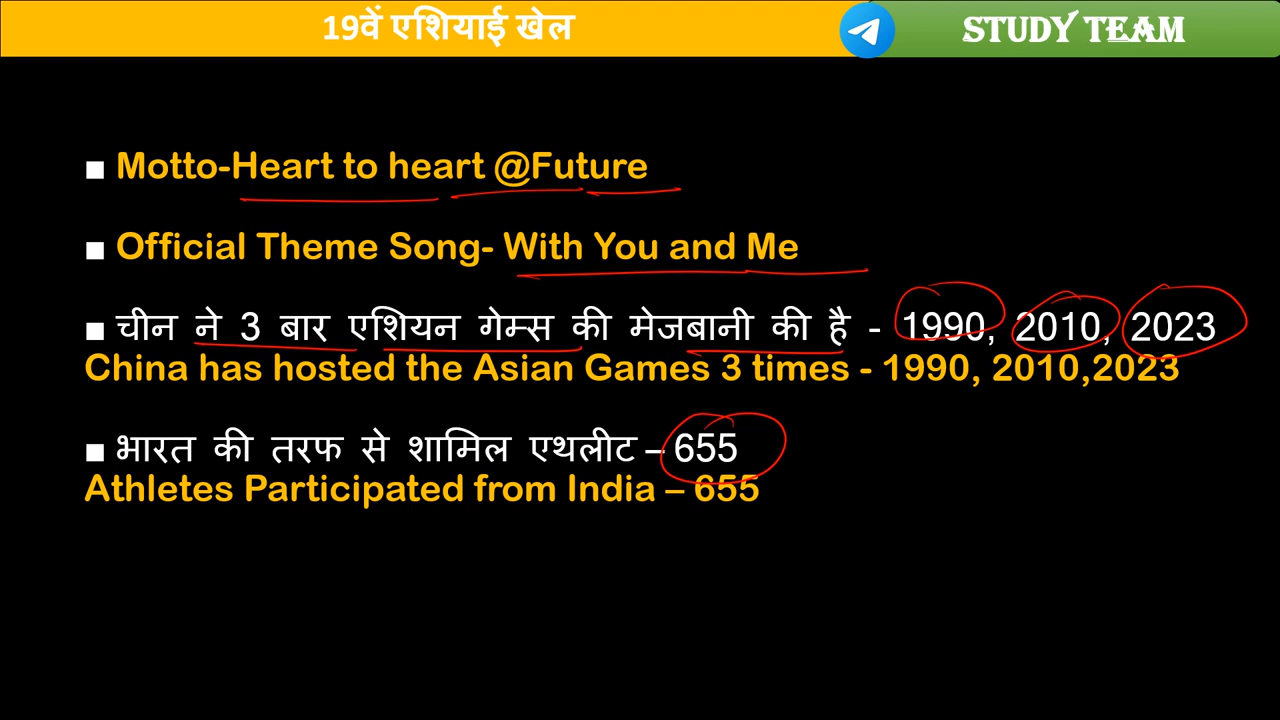 19वें एशियाई खेल
STUDY TEAM
■ Motto-Heart to heart @Future
■ Official Theme Song- With You and Me
■ चीन ने 3 बार एशियन गेम्स की मेजबानी की है - 1990, 2010, 2023
China has hosted the Asian Games 3 times - 1990, 2010,2023
■ भारत की तरफ से शामिल एथलीट – 655
Athletes Participated from India – 655